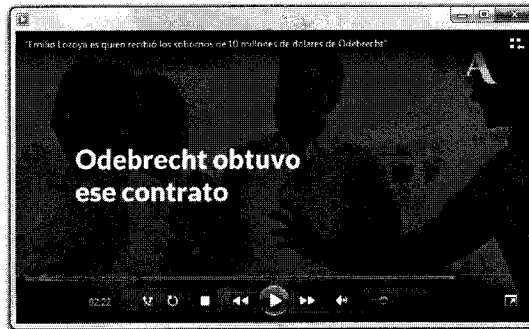 "Emilio Lozoya es quien recibió los sobornos de 10 millones de dólares de Odebrecht"
A
Odebrecht obtuvo
ese contrato
02:22